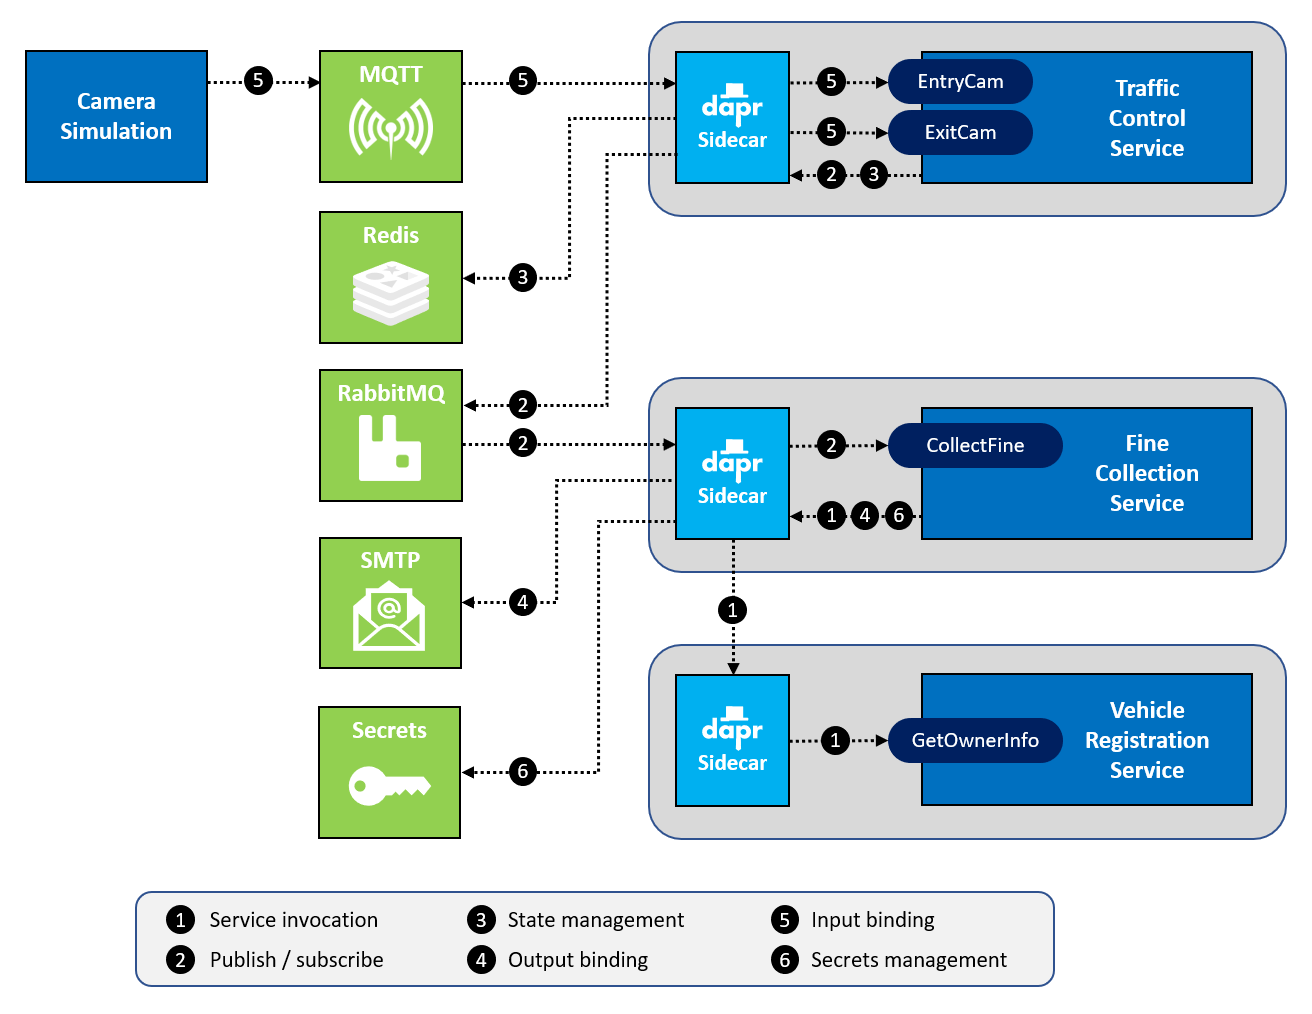 Camera
Simulation
5
MQTT
5
dapr
Sidecar
5
EntryCam
5
ExitCam
2 3
Traffic
Control
Service
Redis
3
RabbitMQ
2
2
dapr
Sidecar
2
CollectFine
1 4 6
Fine
Collection
Service
SMTP
@
4
1
Secrets
6
dapr
Sidecar
1
GetOwnerInfo
Vehicle
Registration
Service
1 Service invocation
2 Publish / subscribe
3 State management
4 Output binding
5 Input binding
6 Secrets management